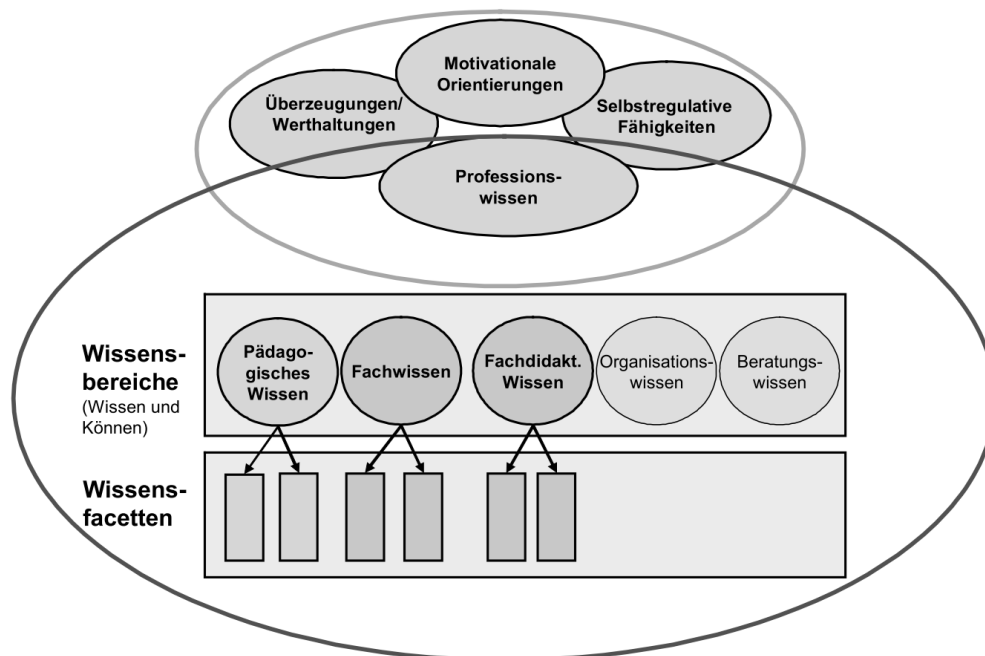 Motivationale
Orientierungen
Überzeugungen/
Werthaltungen
Selbstregulative
Fähigkeiten
Professions-
wissen
Wissens-
bereiche
(Wissen und
Können)
Pädago-
gisches
Wissen
Fachwissen
Fachdidakt.
Wissen
Organisations-
wissen
Beratungs-
wissen
Wissens-
facetten